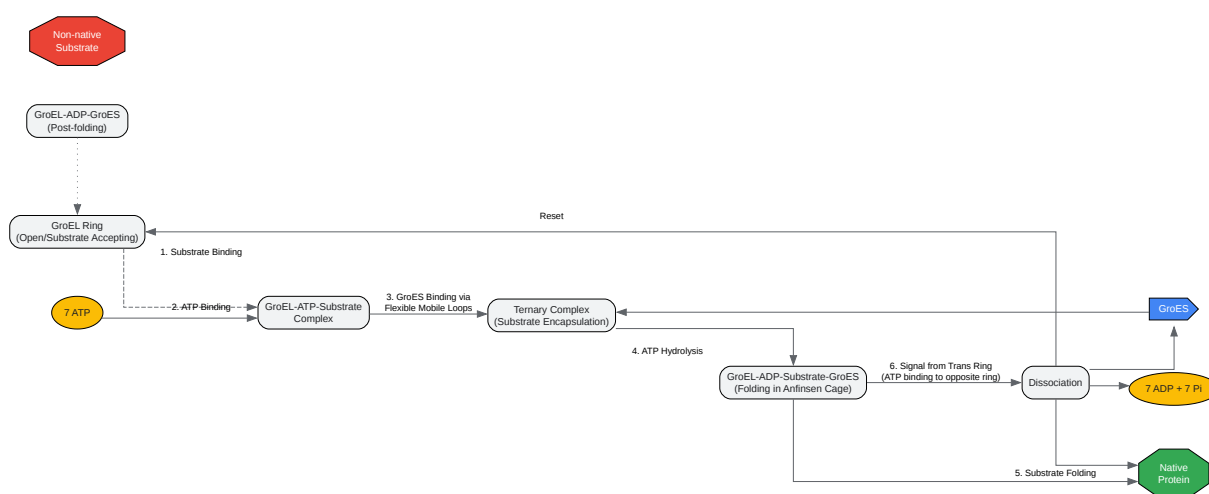 Non-native
Substrate
GroEL-ADP-GroES
(Post-folding)
Reset
GroEL Ring
(Open/Substrate Accepting)
1. Substrate Binding
7 ATP
2. ATP Binding
GroEL-ATP-Substrate
Complex
3. GroES Binding via
Flexible Mobile Loops
Ternary Complex
(Substrate Encapsulation)
GroES
4. ATP Hydrolysis
GroEL-ADP-Substrate-GroES
(Folding in Anfinsen Cage)
6. Signal from Trans Ring
(ATP binding to opposite ring)
Dissociation
7 ADP + 7 Pi
5. Substrate Folding
Native
Protein